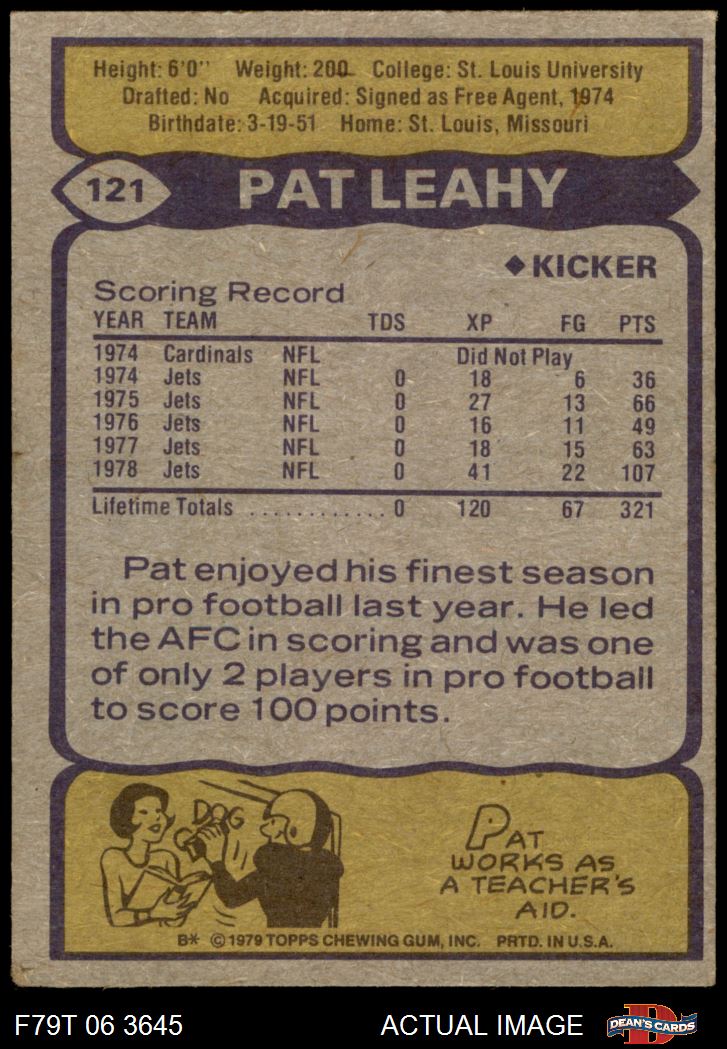 Height: 6'0" Weight: 200 College: St. Louis University
Drafted: No Acquired: Signed as Free Agent, 1974
Birthdate: 3-19-51 Home: St. Louis, Missouri
121 PAT LEAHY
◆ KICKER
Scoring Record
YEAR TEAM TDS XP FG PTS
1974 Cardinals NFL Did Not Play
1974 Jets NFL 0 18 6 36
1975 Jets NFL 0 27 13 66
1976 Jets NFL 0 16 11 49
1977 Jets NFL 0 18 15 63
1978 Jets NFL 0 41 22 107
Lifetime Totals ............ 0 120 67 321
Pat enjoyed his finest season
in pro football last year. He led
the AFC in scoring and was one
of only 2 players in pro football
to score 100 points.
DOG
PAT
WORKS AS
A TEACHER'S
AID.
B* © 1979 TOPPS CHEWING GUM, INC. PRTD. IN U.S.A.
F79T 06 3645 ACTUAL IMAGE DEAN'S CARDS